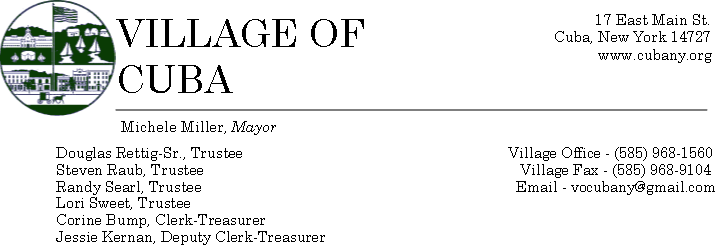 VILLAGE OF
CUBA
17 East Main St.
Cuba, New York 14727
www.cubany.org
Michele Miller, Mayor
Douglas Rettig-Sr., Trustee
Steven Raub, Trustee
Randy Searl, Trustee
Lori Sweet, Trustee
Corine Bump, Clerk-Treasurer
Jessie Kernan, Deputy Clerk-Treasurer
Village Office - (585) 968-1560
Village Fax - (585) 968-9104
Email - vocubany@gmail.com